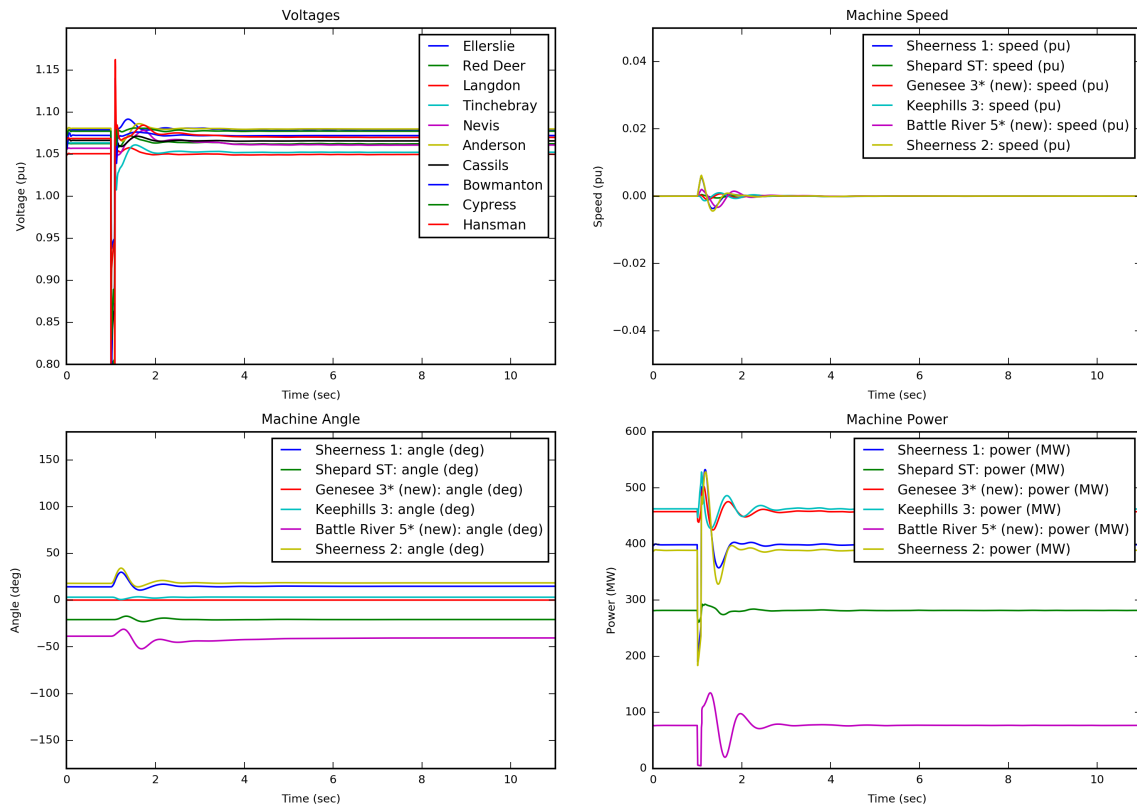 Voltages
Voltage (pu)
1.15
1.10
1.05
1.00
0.95
0.90
0.85
0.80
0
2
4
6
8
10
Time (sec)
Ellerslie
Red Deer
Langdon
Tinchebray
Nevis
Anderson
Cassils
Bowmanton
Cypress
Hansman
Machine Speed
Speed (pu)
0.04
0.02
0.00
−0.02
−0.04
0
2
4
6
8
10
Time (sec)
Sheerness 1: speed (pu)
Shepard ST: speed (pu)
Genesee 3* (new): speed (pu)
Keephills 3: speed (pu)
Battle River 5* (new): speed (pu)
Sheerness 2: speed (pu)
Machine Angle
Angle (deg)
150
100
50
0
−50
−100
−150
0
2
4
6
8
10
Time (sec)
Sheerness 1: angle (deg)
Shepard ST: angle (deg)
Genesee 3* (new): angle (deg)
Keephills 3: angle (deg)
Battle River 5* (new): angle (deg)
Sheerness 2: angle (deg)
Machine Power
Power (MW)
600
500
400
300
200
100
0
0
2
4
6
8
10
Time (sec)
Sheerness 1: power (MW)
Shepard ST: power (MW)
Genesee 3* (new): power (MW)
Keephills 3: power (MW)
Battle River 5* (new): power (MW)
Sheerness 2: power (MW)